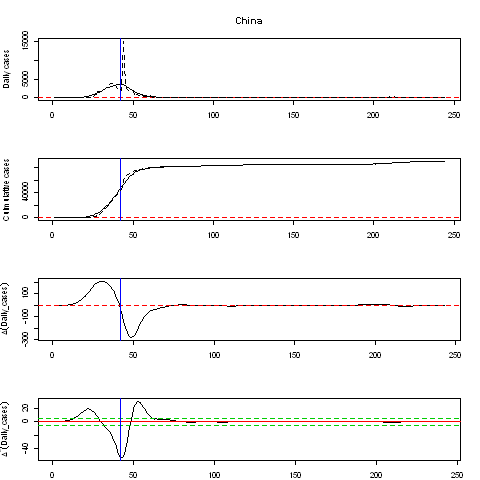 China
Daily cases
0 5000 15000
0 50 100 150 200 250
Cumulative cases
0 40000
0 50 100 150 200 250
Δ(Daily_cases)
-300 -100 100
0 50 100 150 200 250
Δ²(Daily_cases)
-40 0 20
0 50 100 150 200 250